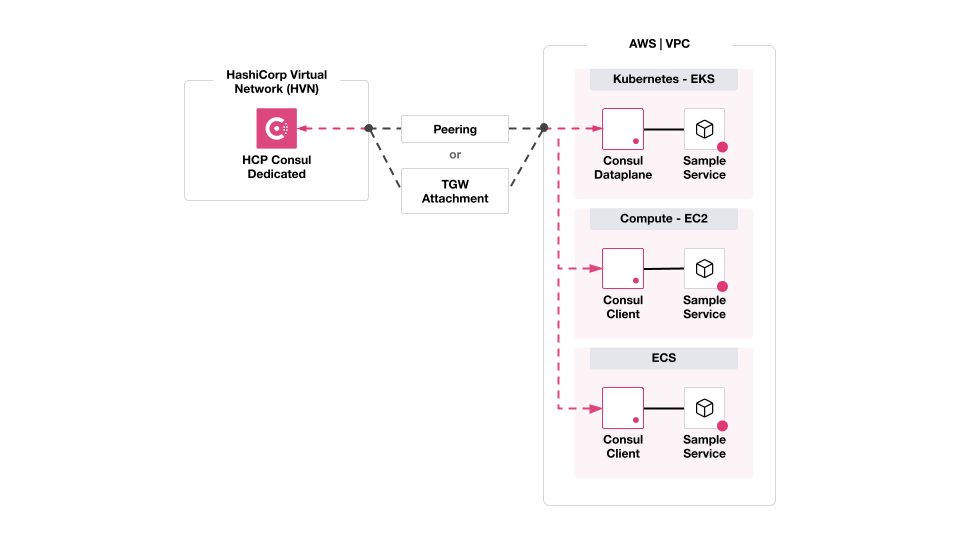 AWS | VPC
HashiCorp Virtual
Network (HVN)
HCP Consul
Dedicated
Peering
or
TGW
Attachment
Kubernetes - EKS
Consul
Dataplane
Sample
Service
Compute - EC2
Consul
Client
Sample
Service
ECS
Consul
Client
Sample
Service